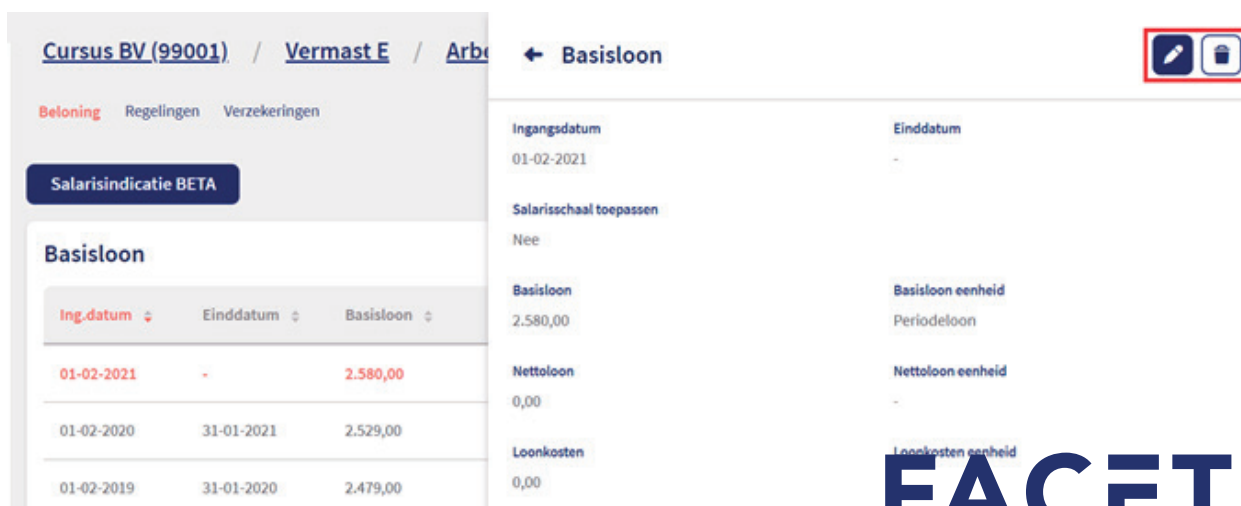 Cursus BV (99001) / Vermast E / Arbe
Beloning Regelingen Verzekeringen
Salarisindicatie BETA
Basisloon
Ing.datum Einddatum Basisloon
01-02-2021 - 2.580,00
01-02-2020 31-01-2021 2.529,00
01-02-2019 31-01-2020 2.479,00
Basisloon
Ingangsdatum Einddatum
01-02-2021 -
Salarisschaal toepassen
Nee
Basisloon Basisloon eenheid
2.580,00 Periodeloon
Nettoloon Nettoloon eenheid
0,00 -
Loonkosten Loonkosten eenheid
0,00
FACET